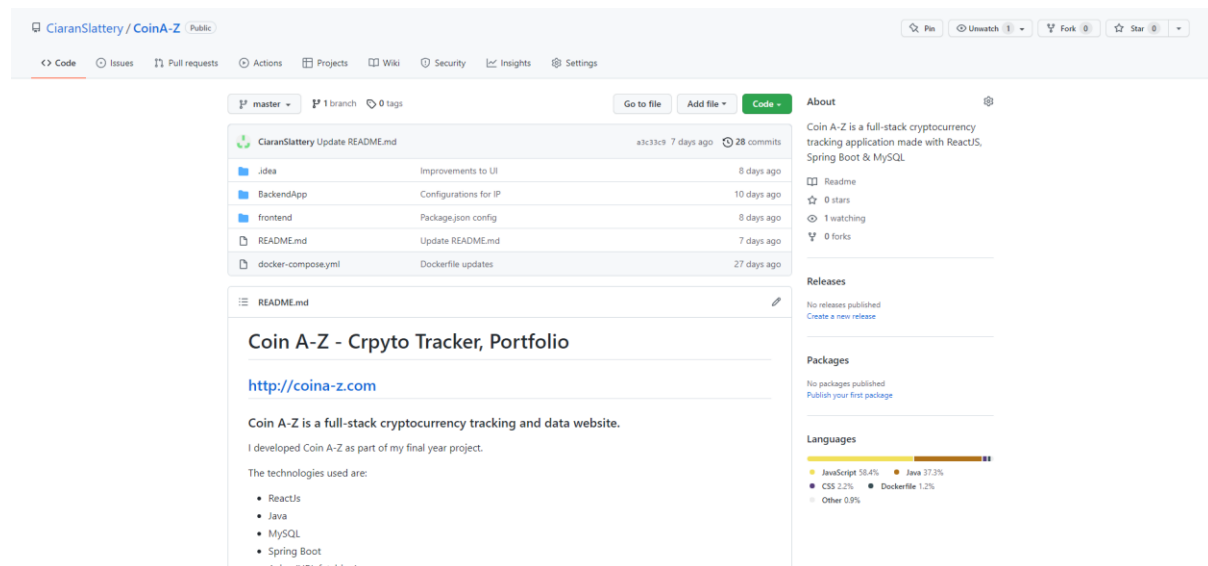 CiaranSlattery / CoinA-Z Public
Pin Unwatch 1 Fork 0 Star 0
Code Issues Pull requests Actions Projects Wiki Security Insights Settings
master 1 branch 0 tags Go to file Add file Code
CiaranSlattery Update README.md a3c33c9 7 days ago 28 commits
.idea Improvements to UI 8 days ago
BackendApp Configurations for IP 10 days ago
frontend Package.json config 8 days ago
README.md Update README.md 7 days ago
docker-compose.yml Dockerfile updates 27 days ago
README.md
Coin A-Z - Crpyto Tracker, Portfolio
http://coina-z.com
Coin A-Z is a full-stack cryptocurrency tracking and data website.
I developed Coin A-Z as part of my final year project.
The technologies used are:
ReactJs
Java
MySQL
Spring Boot
About
Coin A-Z is a full-stack cryptocurrency
tracking application made with ReactJS,
Spring Boot & MySQL
Readme
0 stars
1 watching
0 forks
Releases
No releases published
Create a new release
Packages
No packages published
Publish your first package
Languages
JavaScript 58.4% Java 37.3%
CSS 2.2% Dockerfile 1.2%
Other 0.9%